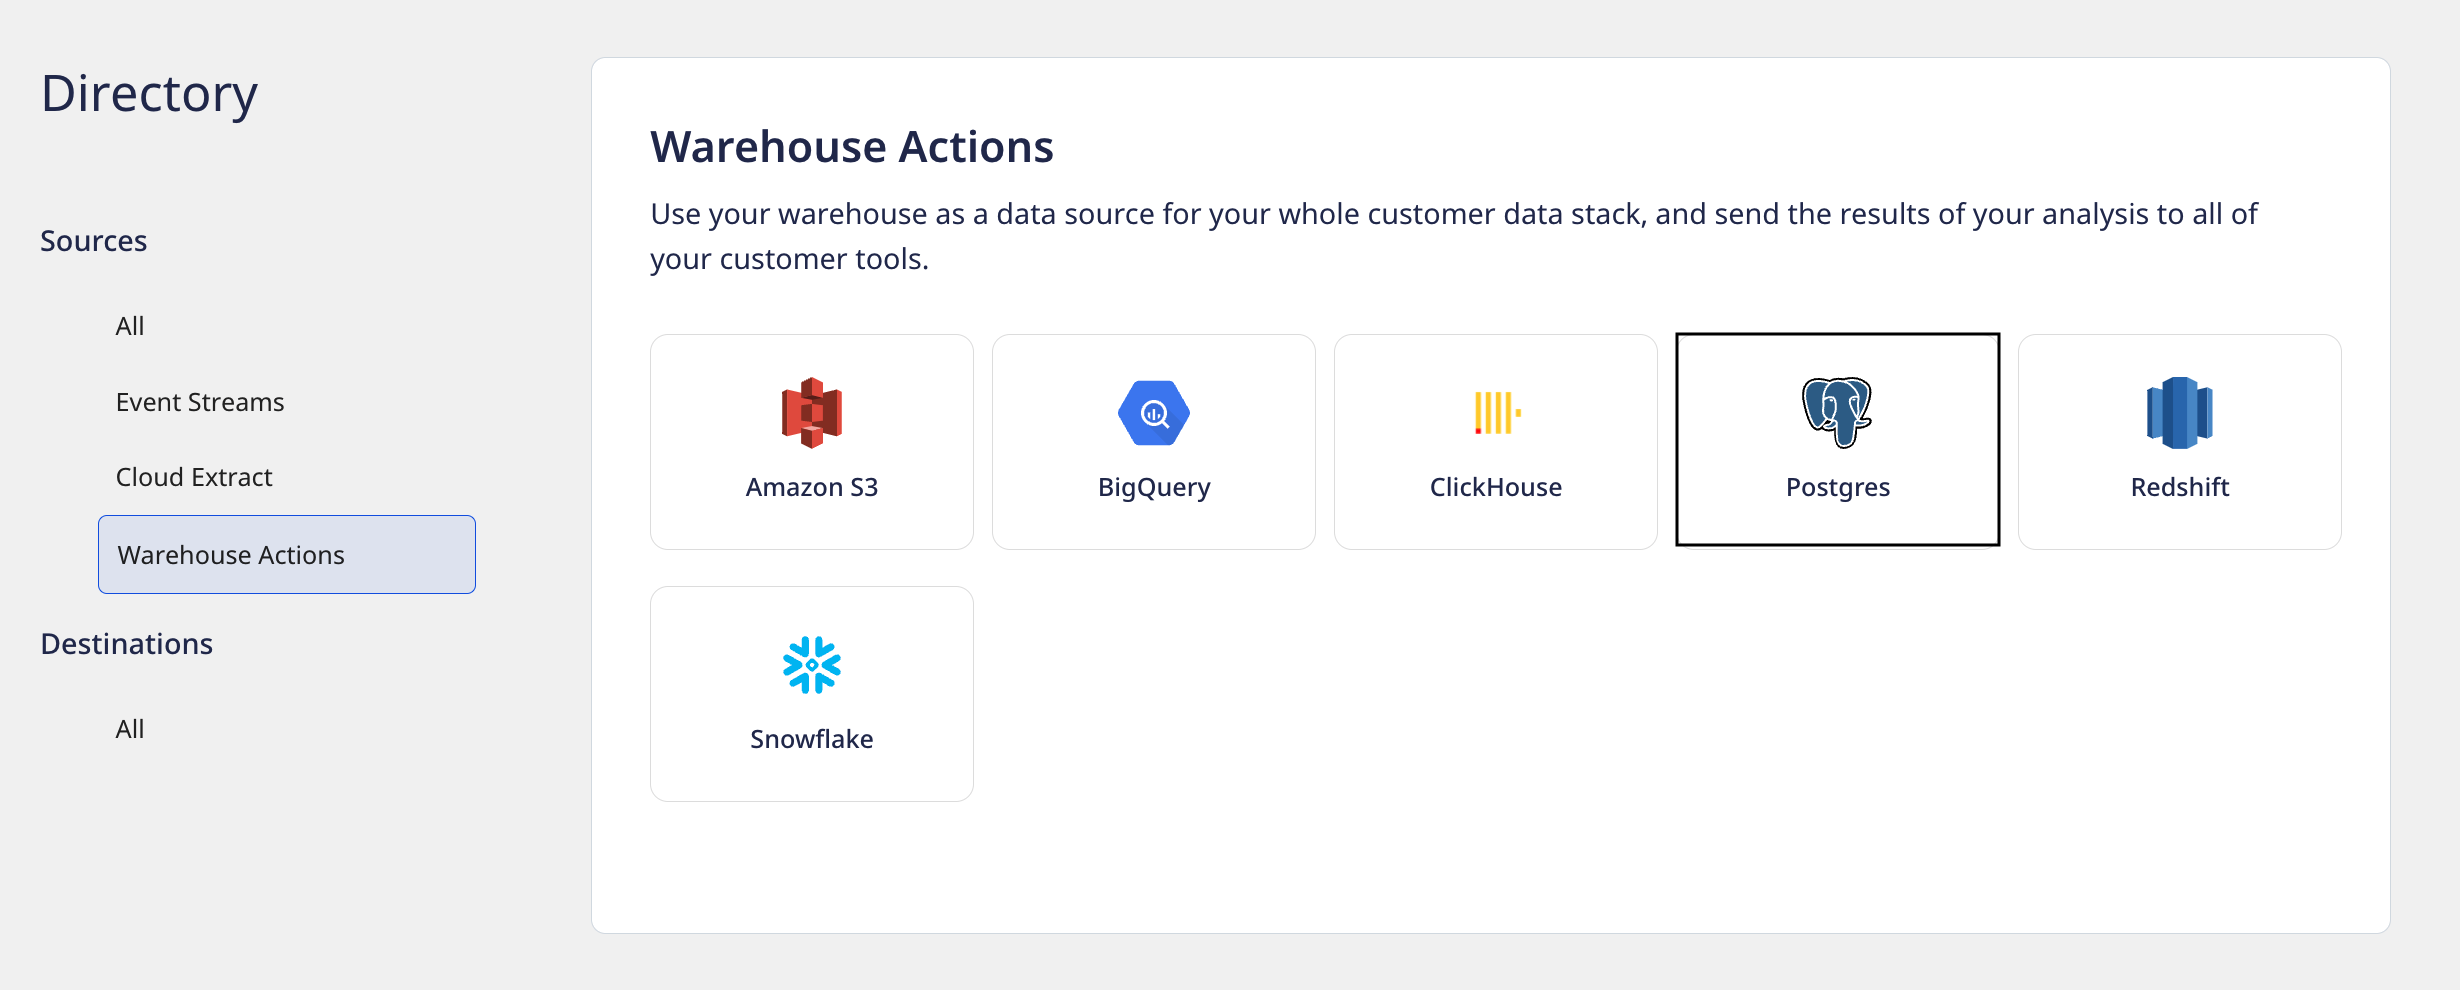 Directory
Sources
All
Event Streams
Cloud Extract
Warehouse Actions
Destinations
All
Warehouse Actions
Use your warehouse as a data source for your whole customer data stack, and send the results of your analysis to all of
your customer tools.
Amazon S3
BigQuery
ClickHouse
Postgres
Redshift
Snowflake